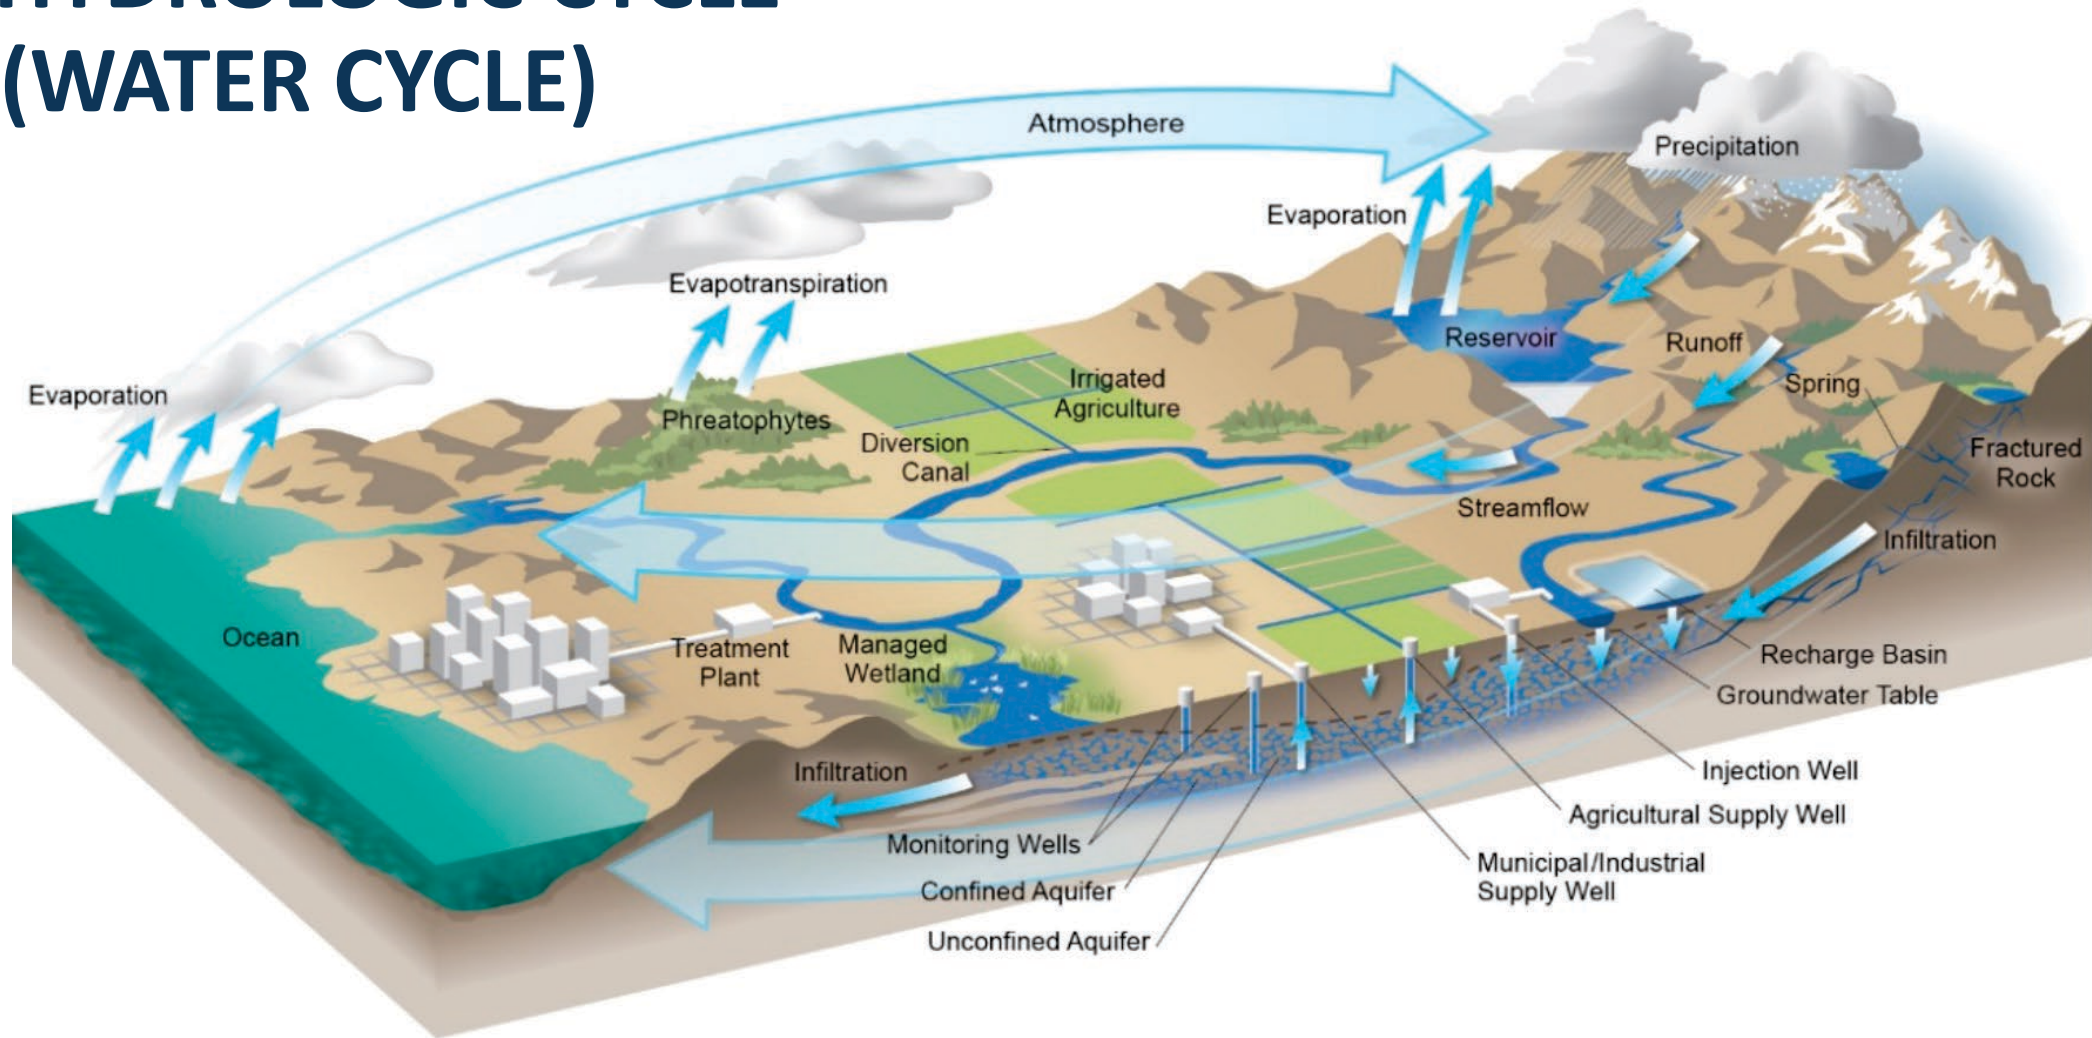 HYDROLOGIC CYCLE
(WATER CYCLE)
Atmosphere
Precipitation
Evaporation
Evapotranspiration
Reservoir
Runoff
Evaporation
Irrigated
Agriculture
Spring
Phreatophytes
Diversion
Canal
Fractured
Rock
Streamflow
Infiltration
Ocean
Treatment
Plant
Managed
Wetland
Recharge Basin
Groundwater Table
Infiltration
Injection Well
Agricultural Supply Well
Monitoring Wells
Municipal/Industrial
Supply Well
Confined Aquifer
Unconfined Aquifer